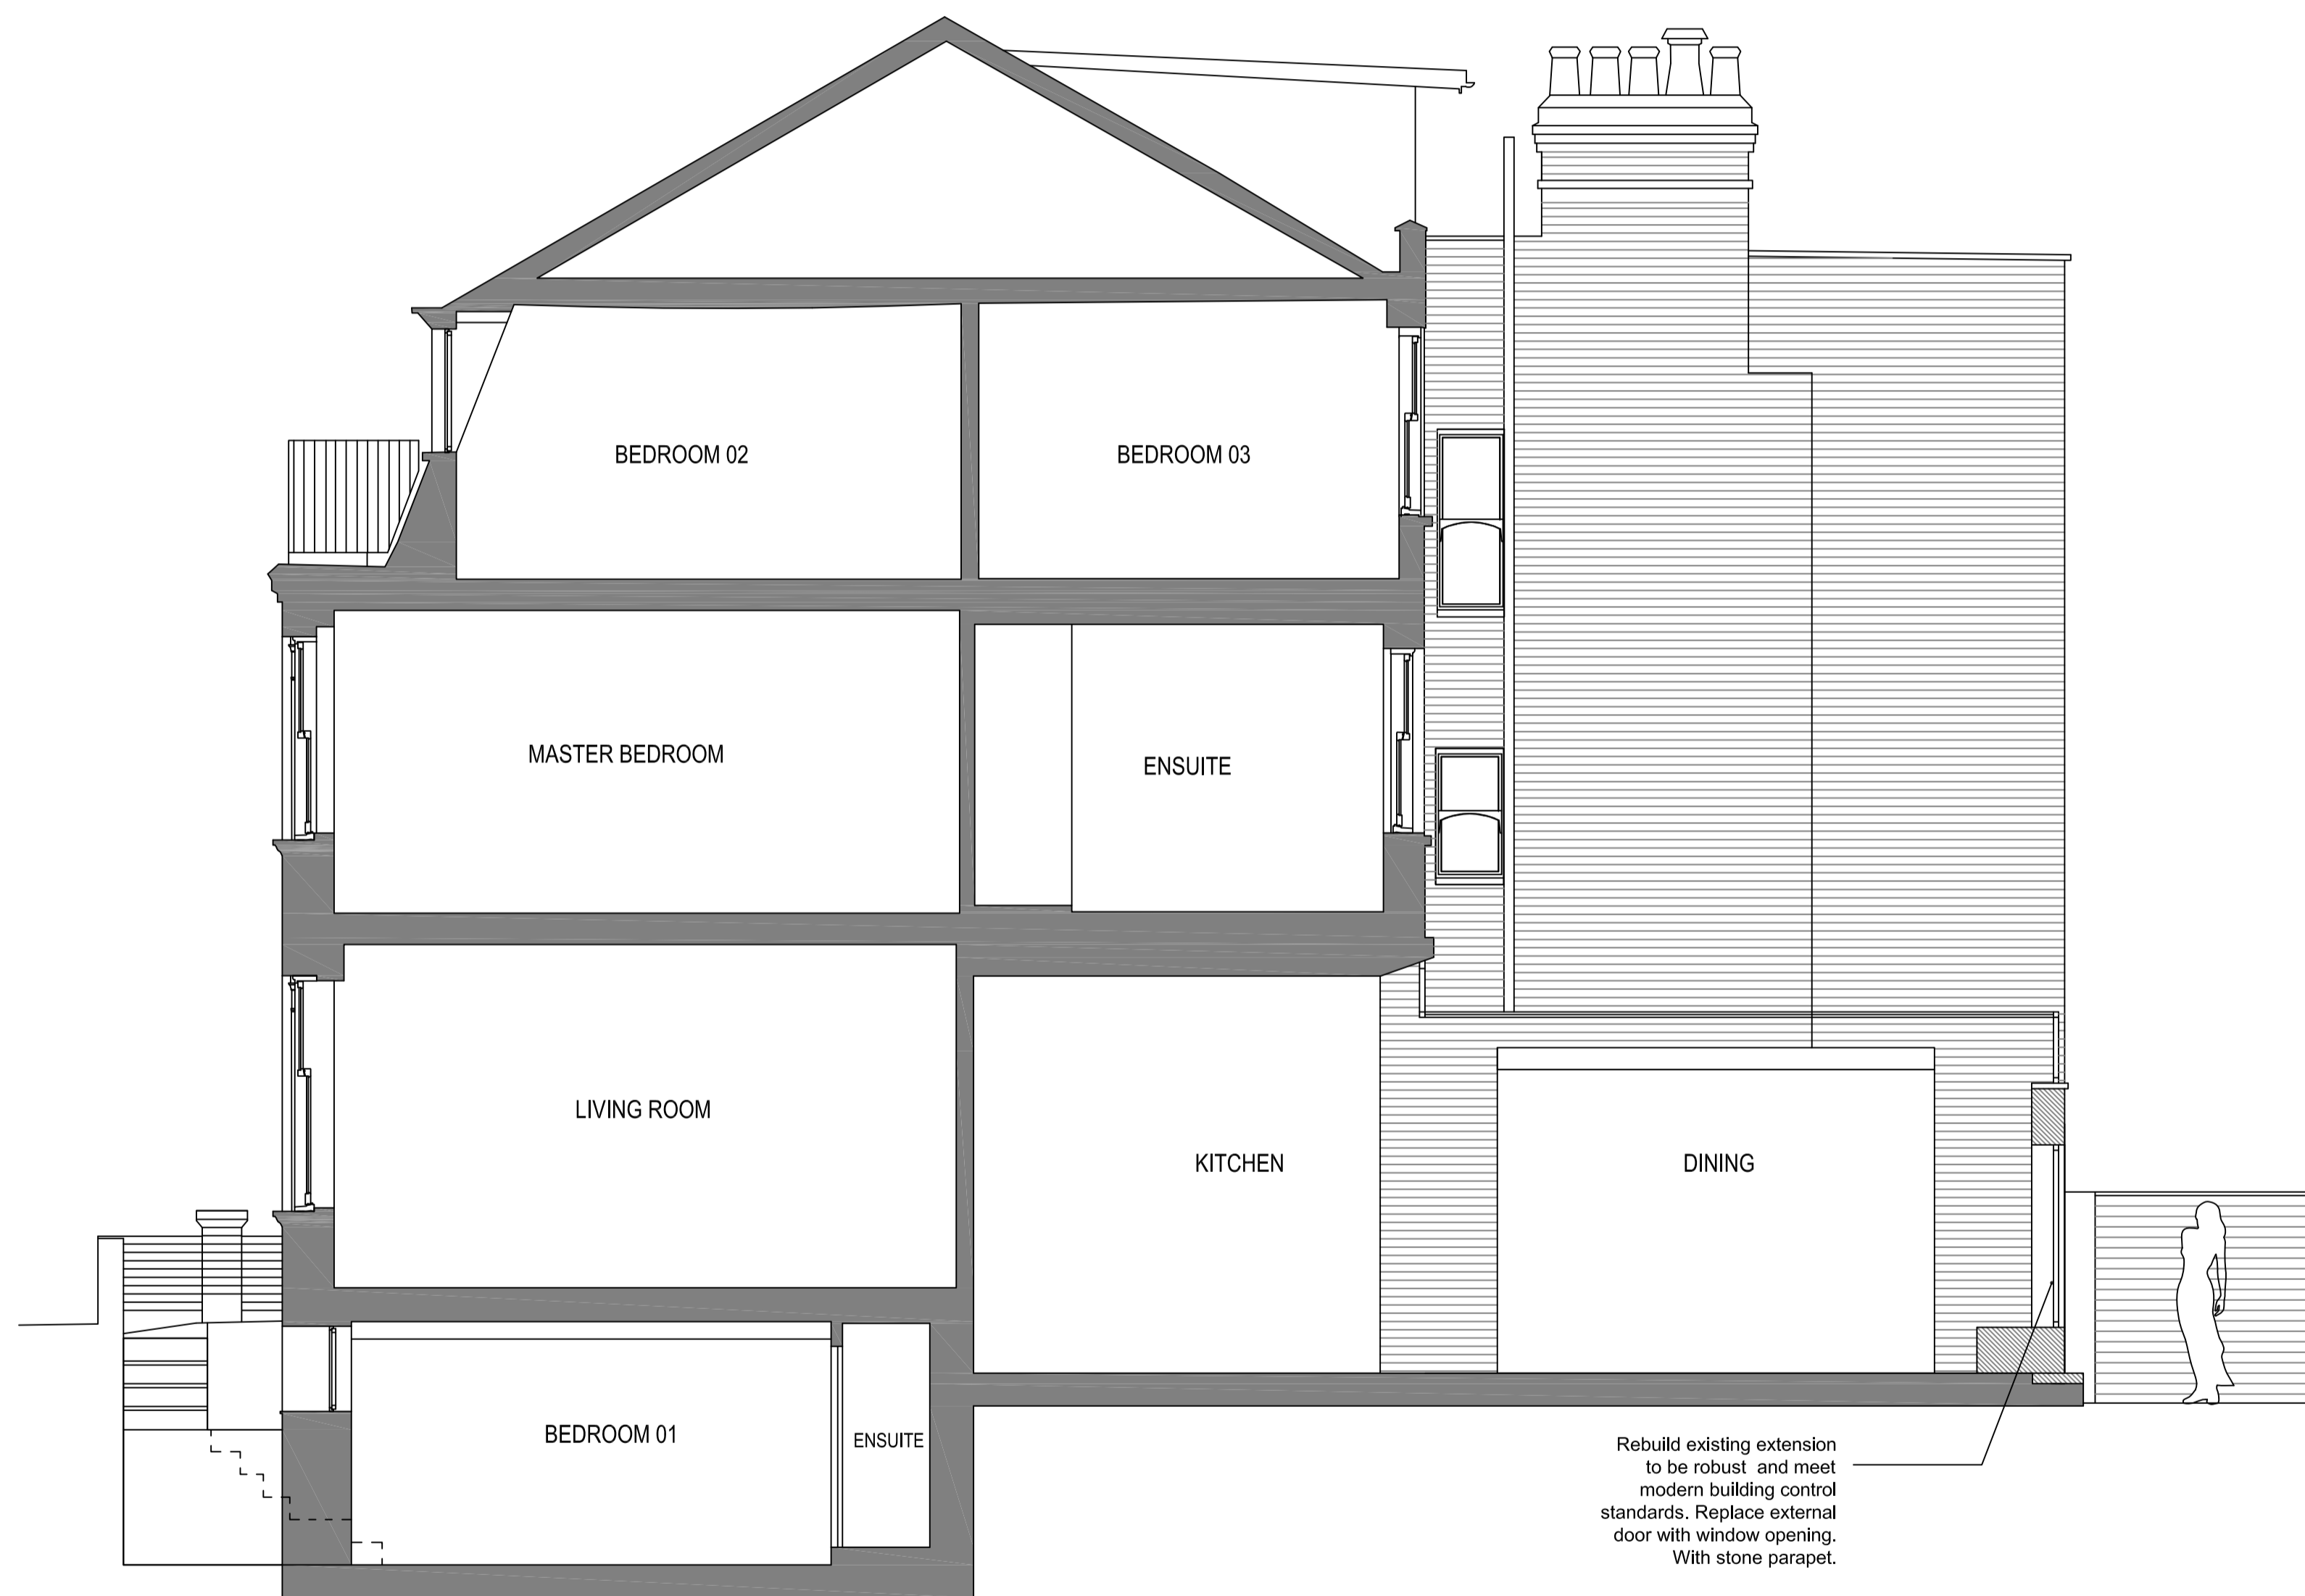 BEDROOM 02
BEDROOM 03
MASTER BEDROOM
ENSUITE
LIVING ROOM
KITCHEN
DINING
BEDROOM 01
ENSUITE
Rebuild existing extension
to be robust and meet
modern building control
standards. Replace external
door with window opening.
With stone parapet.